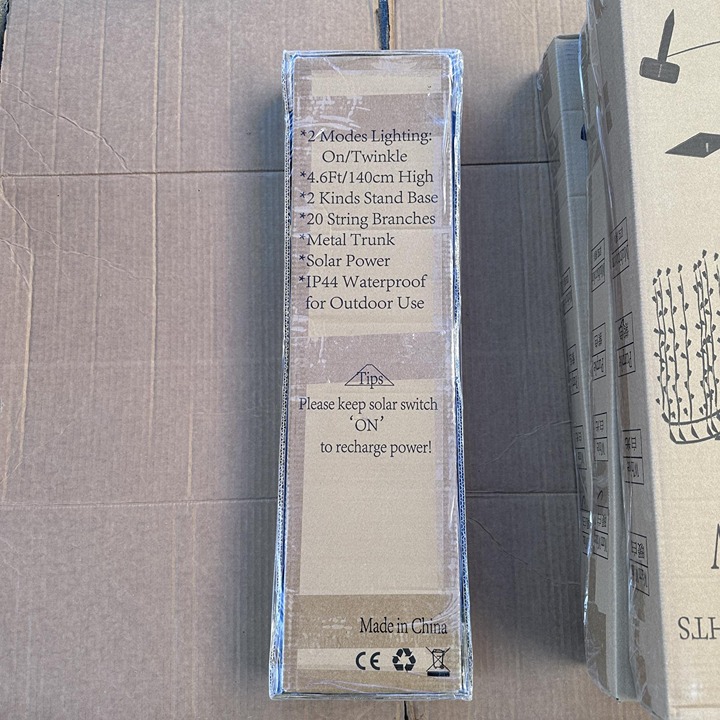 *2 Modes Lighting:
On/Twinkle
*4.6Ft/140cm High
*2 Kinds Stand Base
*20 String Branches
*Metal Trunk
*Solar Power
*IP44 Waterproof
for Outdoor Use
Tips
Please keep solar switch
‘ON’
to recharge power!
Made in China
CE